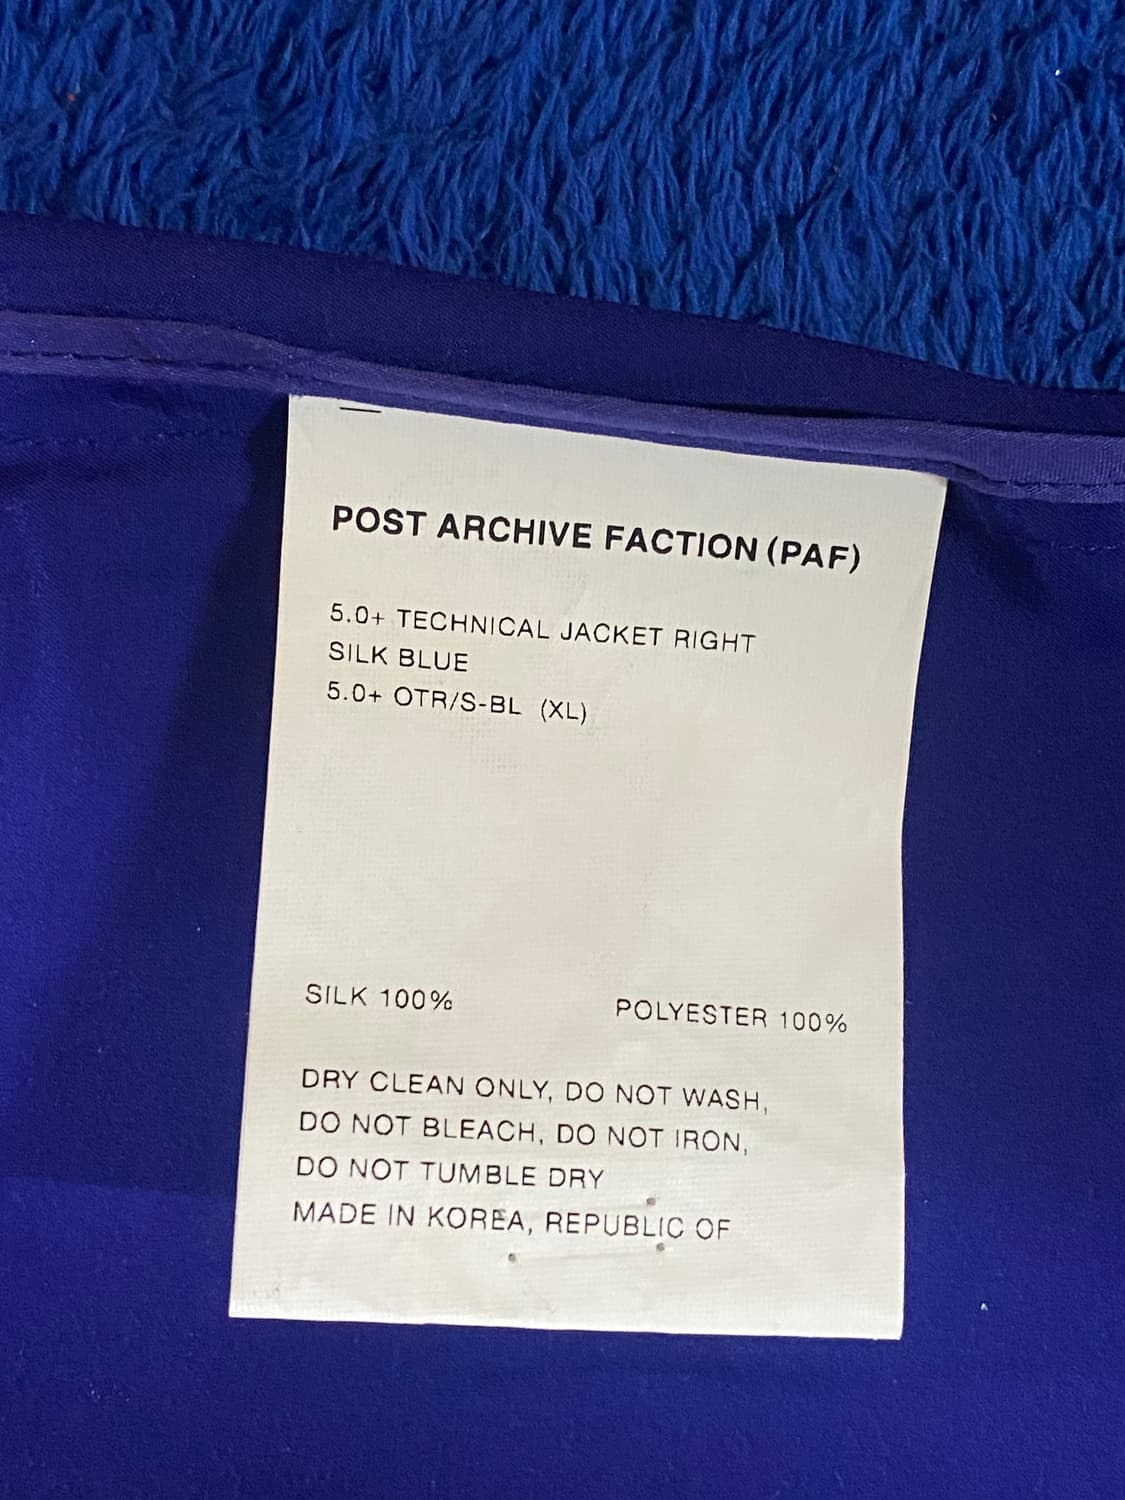 POST ARCHIVE FACTION (PAF)
5.0+ TECHNICAL JACKET RIGHT
SILK BLUE
5.0+ OTR/S-BL (XL)
SILK 100% POLYESTER 100%
DRY CLEAN ONLY, DO NOT WASH,
DO NOT BLEACH, DO NOT IRON,
DO NOT TUMBLE DRY
MADE IN KOREA, REPUBLIC OF